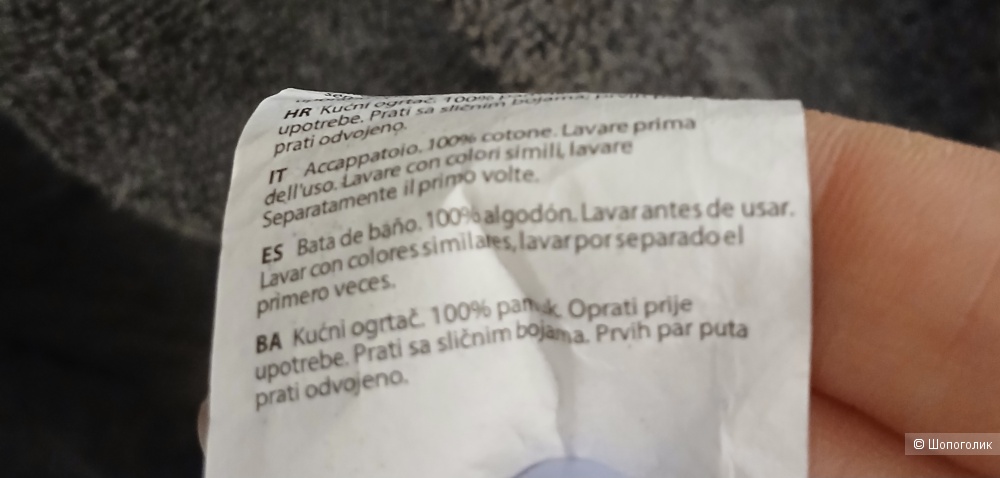 HR Kućni ogrtač. 100%
upotrebe. Prati sa sličnim bojama.
prati odvojeno.
IT Accappatoio. 100% cotone. Lavare prima
dell'uso. Lavare con colori simili, lavare
Separatamente il primo volte.
ES Bata de baño. 100% algodón. Lavar antes de usar.
Lavar con colores similares, lavar por separado el
primero veces.
BA Kućni ogrtač. 100% pamuk. Oprati prije
upotrebe. Prati sa sličnim bojama. Prvih par puta
prati odvojeno.
© Шопоголик